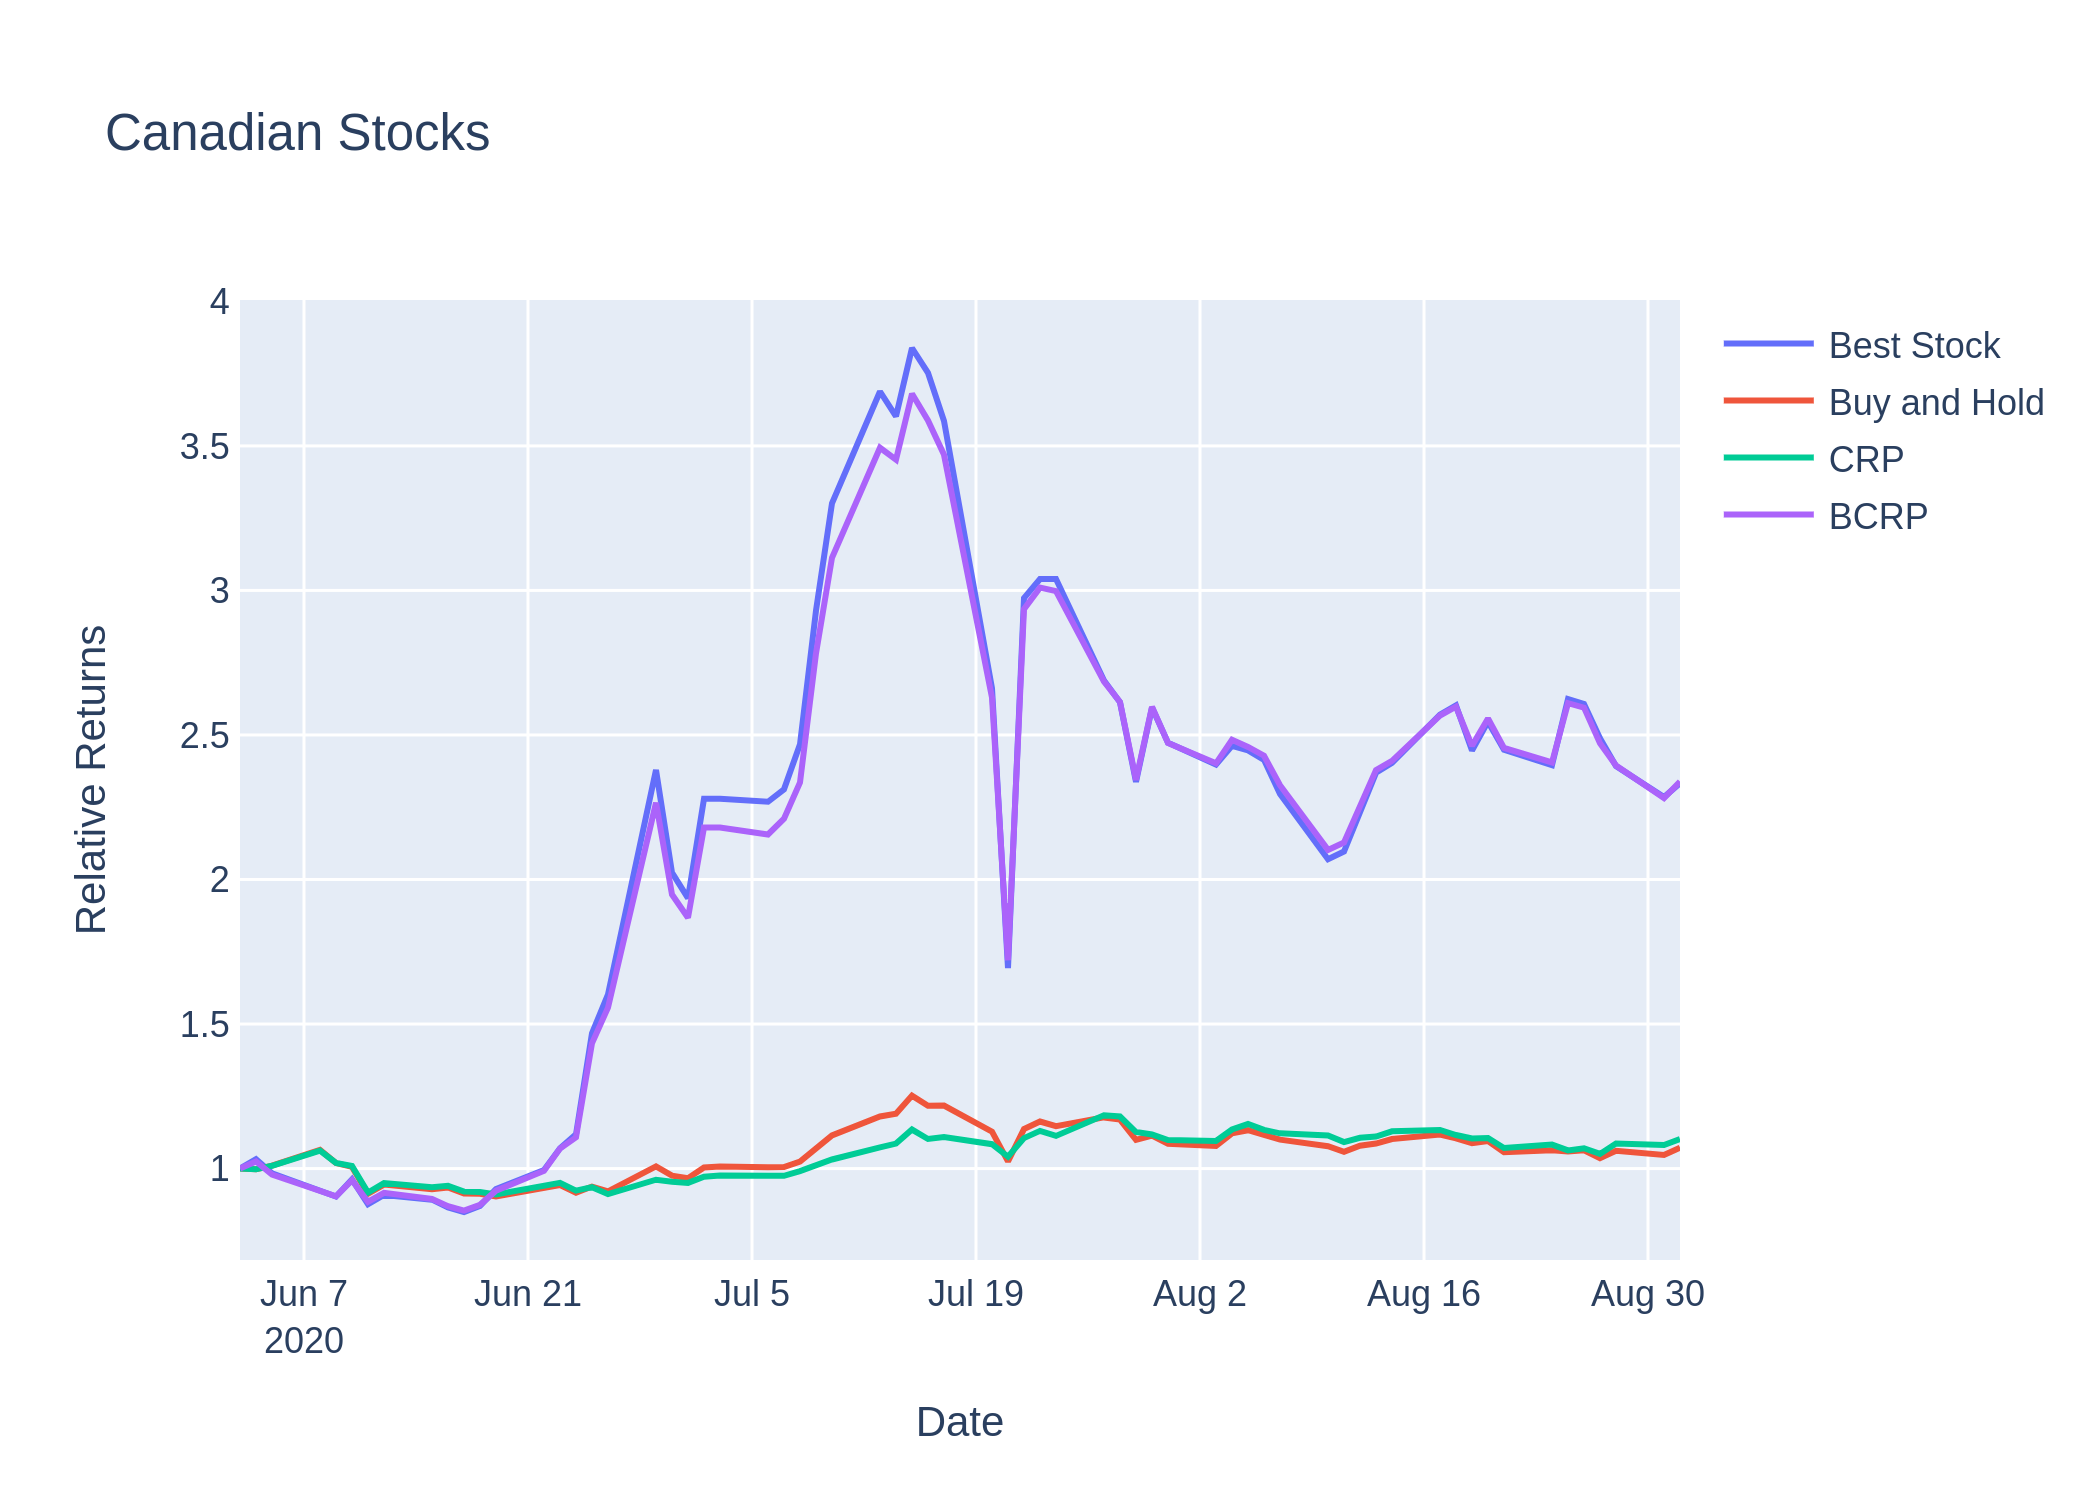 Canadian Stocks
4
3.5
3
2.5
2
1.5
1
Relative Returns
Best Stock
Buy and Hold
CRP
BCRP
Jun 7
2020
Jun 21
Jul 5
Jul 19
Aug 2
Aug 16
Aug 30
Date